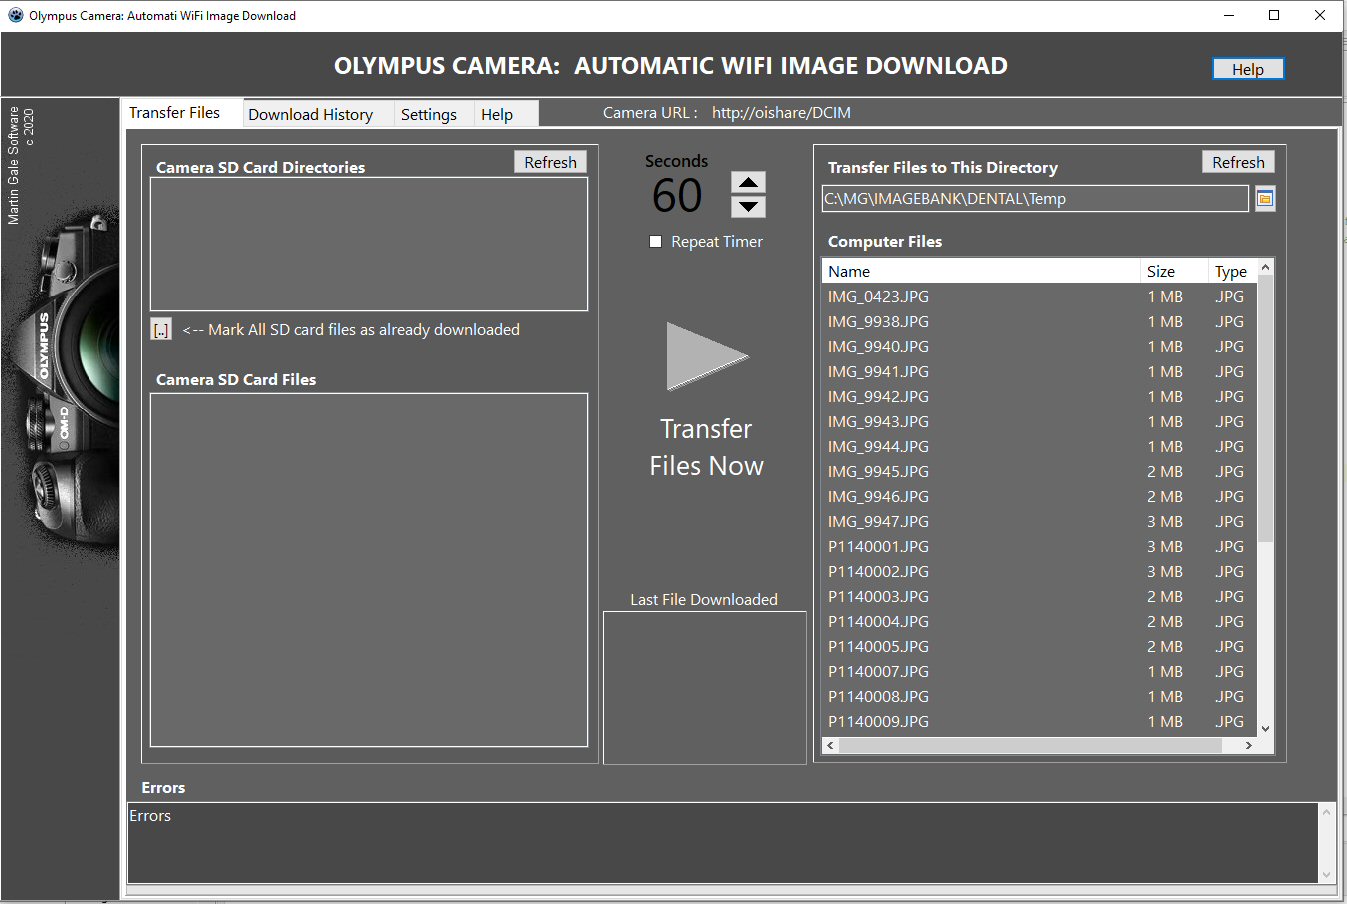 Olympus Camera: Automati WiFi Image Download
OLYMPUS CAMERA:  AUTOMATIC WIFI IMAGE DOWNLOAD
Help
Martin Gale Software
c 2020
OLYMPUS
OM-D
Transfer Files
Download History
Settings
Help
Camera URL :   http://oishare/DCIM
Camera SD Card Directories
Refresh
[..]
<-- Mark All SD card files as already downloaded
Camera SD Card Files
Seconds
60
Repeat Timer
Transfer
Files Now
Last File Downloaded
Transfer Files to This Directory
Refresh
C:\MG\IMAGEBANK\DENTAL\Temp
Computer Files
Name Size Type
IMG_0423.JPG 1 MB .JPG
IMG_9938.JPG 1 MB .JPG
IMG_9940.JPG 1 MB .JPG
IMG_9941.JPG 1 MB .JPG
IMG_9942.JPG 1 MB .JPG
IMG_9943.JPG 1 MB .JPG
IMG_9944.JPG 1 MB .JPG
IMG_9945.JPG 2 MB .JPG
IMG_9946.JPG 2 MB .JPG
IMG_9947.JPG 3 MB .JPG
P1140001.JPG 3 MB .JPG
P1140002.JPG 3 MB .JPG
P1140003.JPG 2 MB .JPG
P1140004.JPG 2 MB .JPG
P1140005.JPG 2 MB .JPG
P1140007.JPG 1 MB .JPG
P1140008.JPG 1 MB .JPG
P1140009.JPG 1 MB .JPG
Errors
Errors